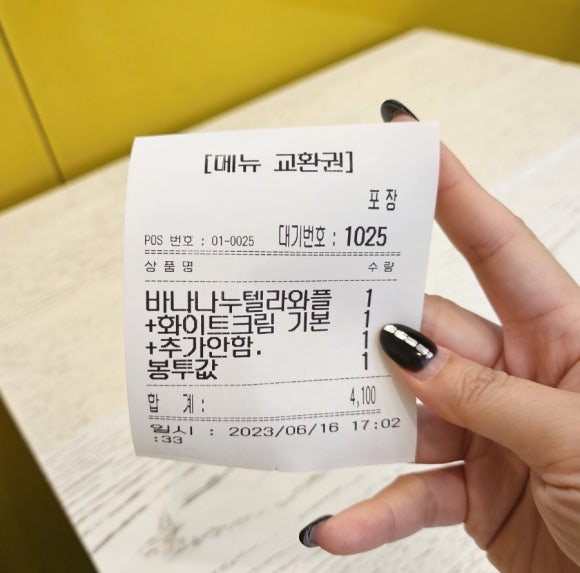 [메뉴 교환권]
포장
POS 번호 : 01-0025 대기번호 : 1025
상품명 수량
바나나누텔라와플 1
+화이트크림 기본 1
+추가안함. 1
봉투값 1
합 계 : 4,100
일시 : 2023/06/16 17:02
:33